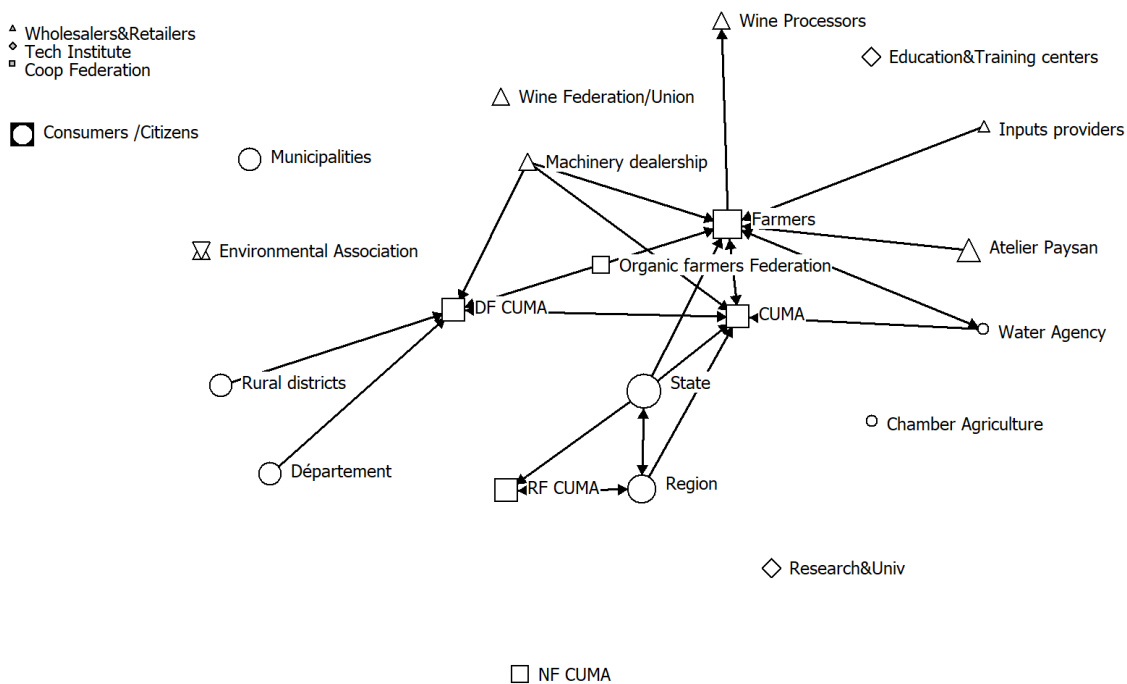 Wine Processors
Wholesalers&Retailers
Tech Institute
Education&Training centers
Coop Federation
Wine Federation/Union
Inputs providers
Consumers /Citizens
Municipalities
Machinery dealership
Farmers
Environmental Association
Atelier Paysan
Organic farmers Federation
DF CUMA
CUMA
Water Agency
Rural districts
State
Chamber Agriculture
Département
Region
RF CUMA
Research&Univ
NF CUMA